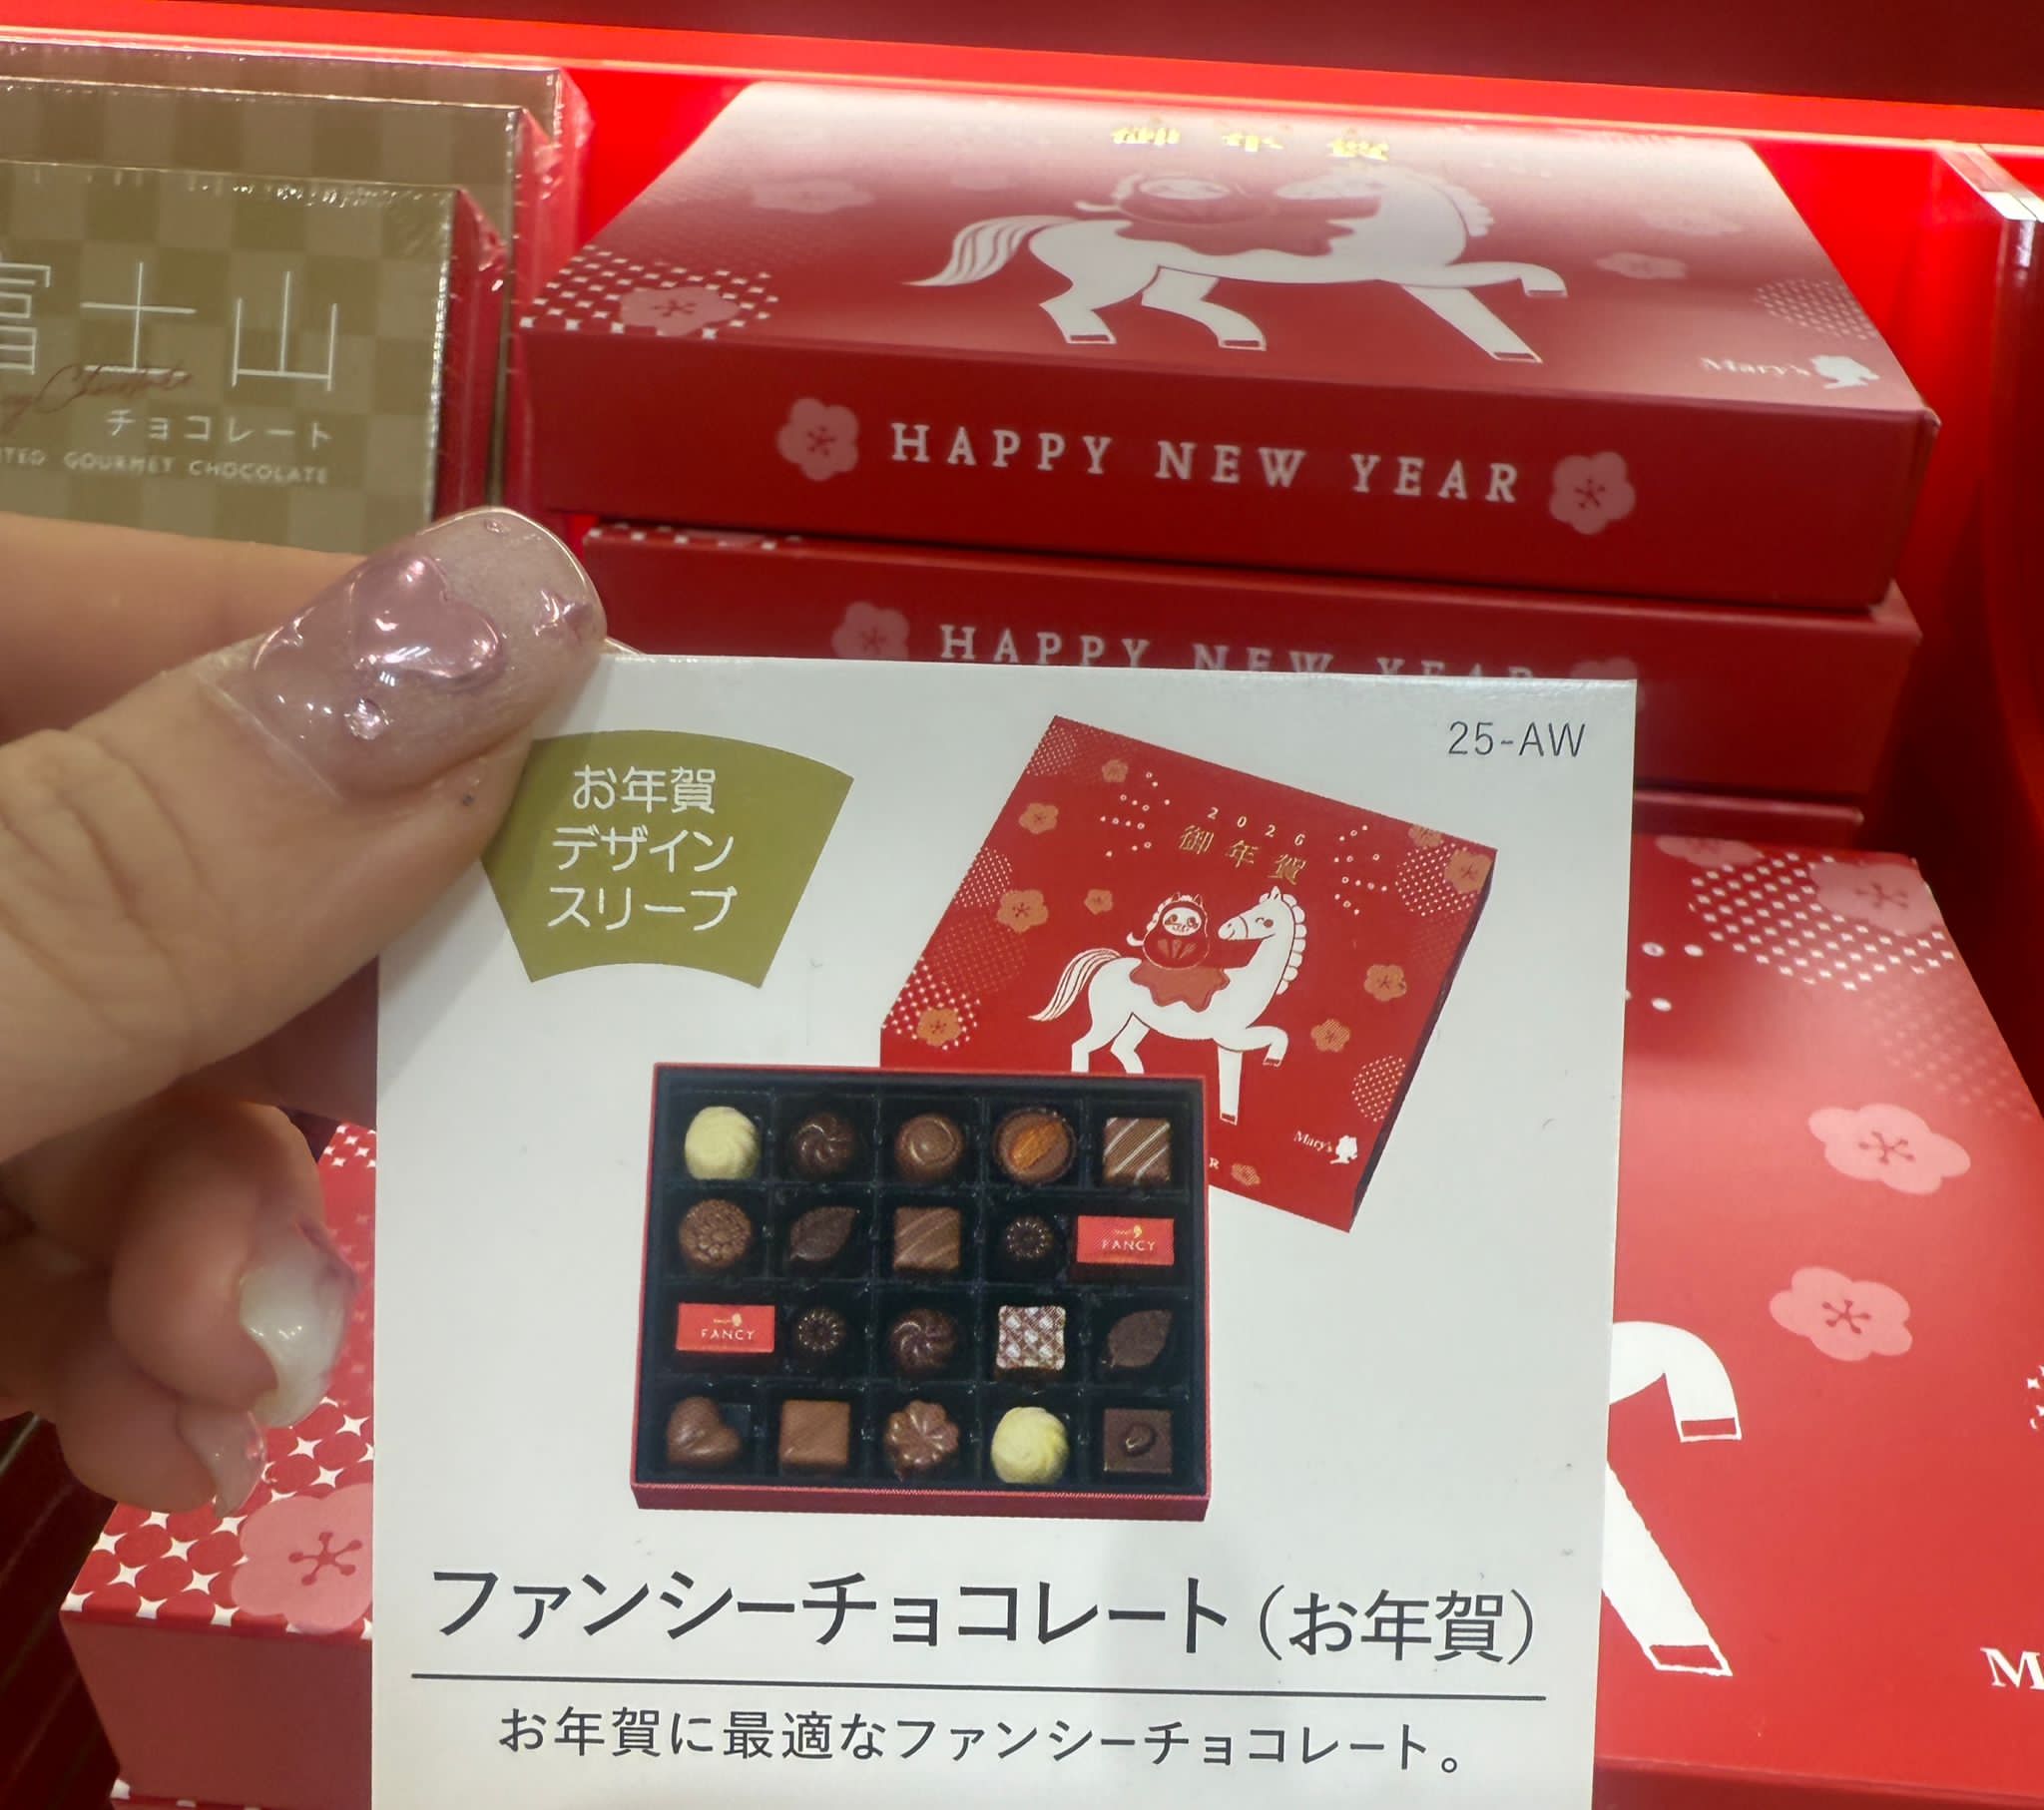 御年賀
富士山
チョコレート
GOURMET CHOCOLATE
Mary's
HAPPY NEW YEAR
HAPPY NEW YEAR
25-AW
お年賀
デザイン
スリーブ
2026
御年賀
Mary's
R
FANCY
FANCY
ファンシーチョコレート(お年賀)
お年賀に最適なファンシーチョコレート。
M